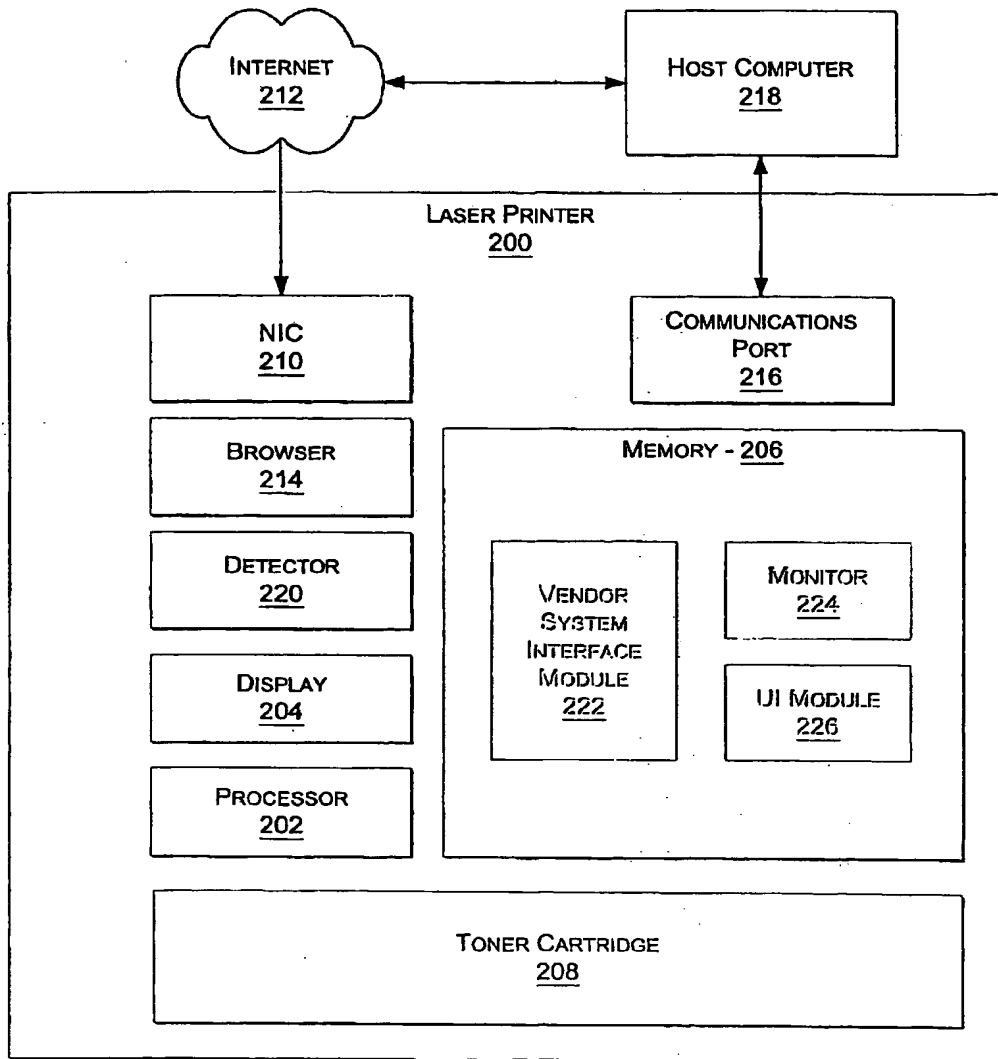 INTERNET
212
HOST COMPUTER
218
LASER PRINTER
200
NIC
210
COMMUNICATIONS
PORT
216
BROWSER
214
MEMORY - 206
DETECTOR
220
VENDOR
SYSTEM
INTERFACE
MODULE
222
MONITOR
224
DISPLAY
204
UI MODULE
226
PROCESSOR
202
TONER CARTRIDGE
208